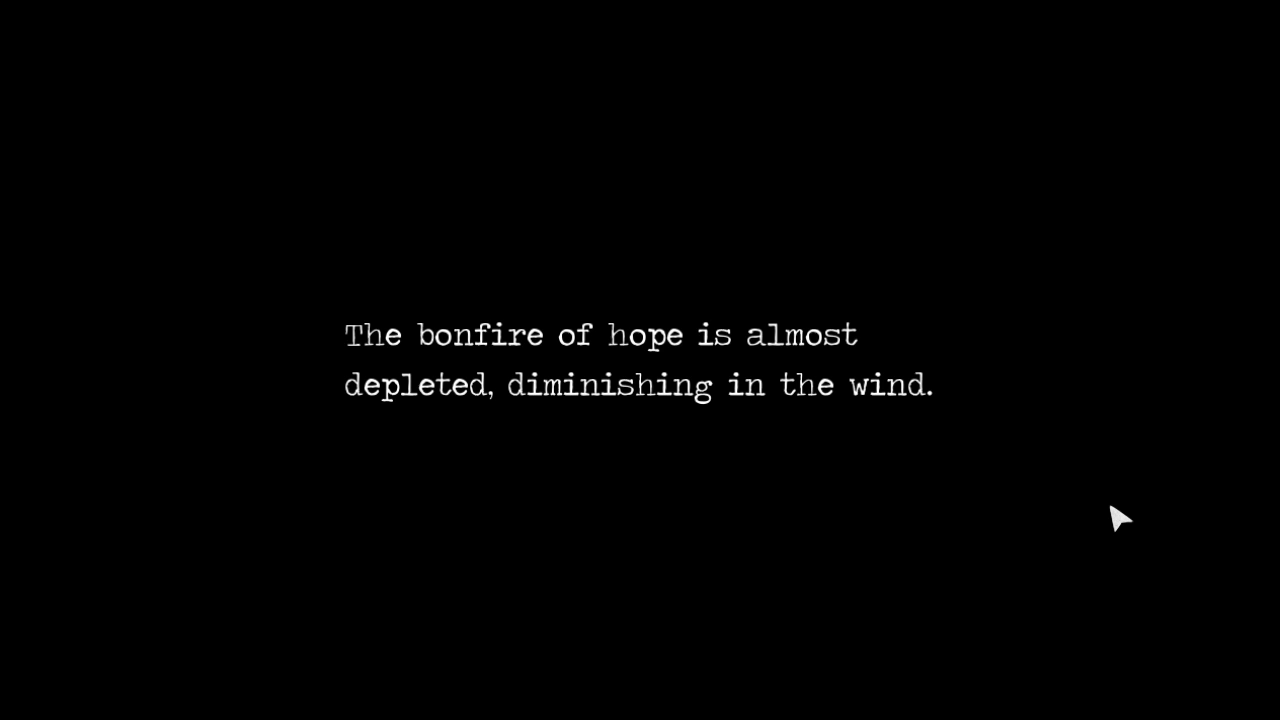 The bonfire of hope is almost
depleted, diminishing in the wind.